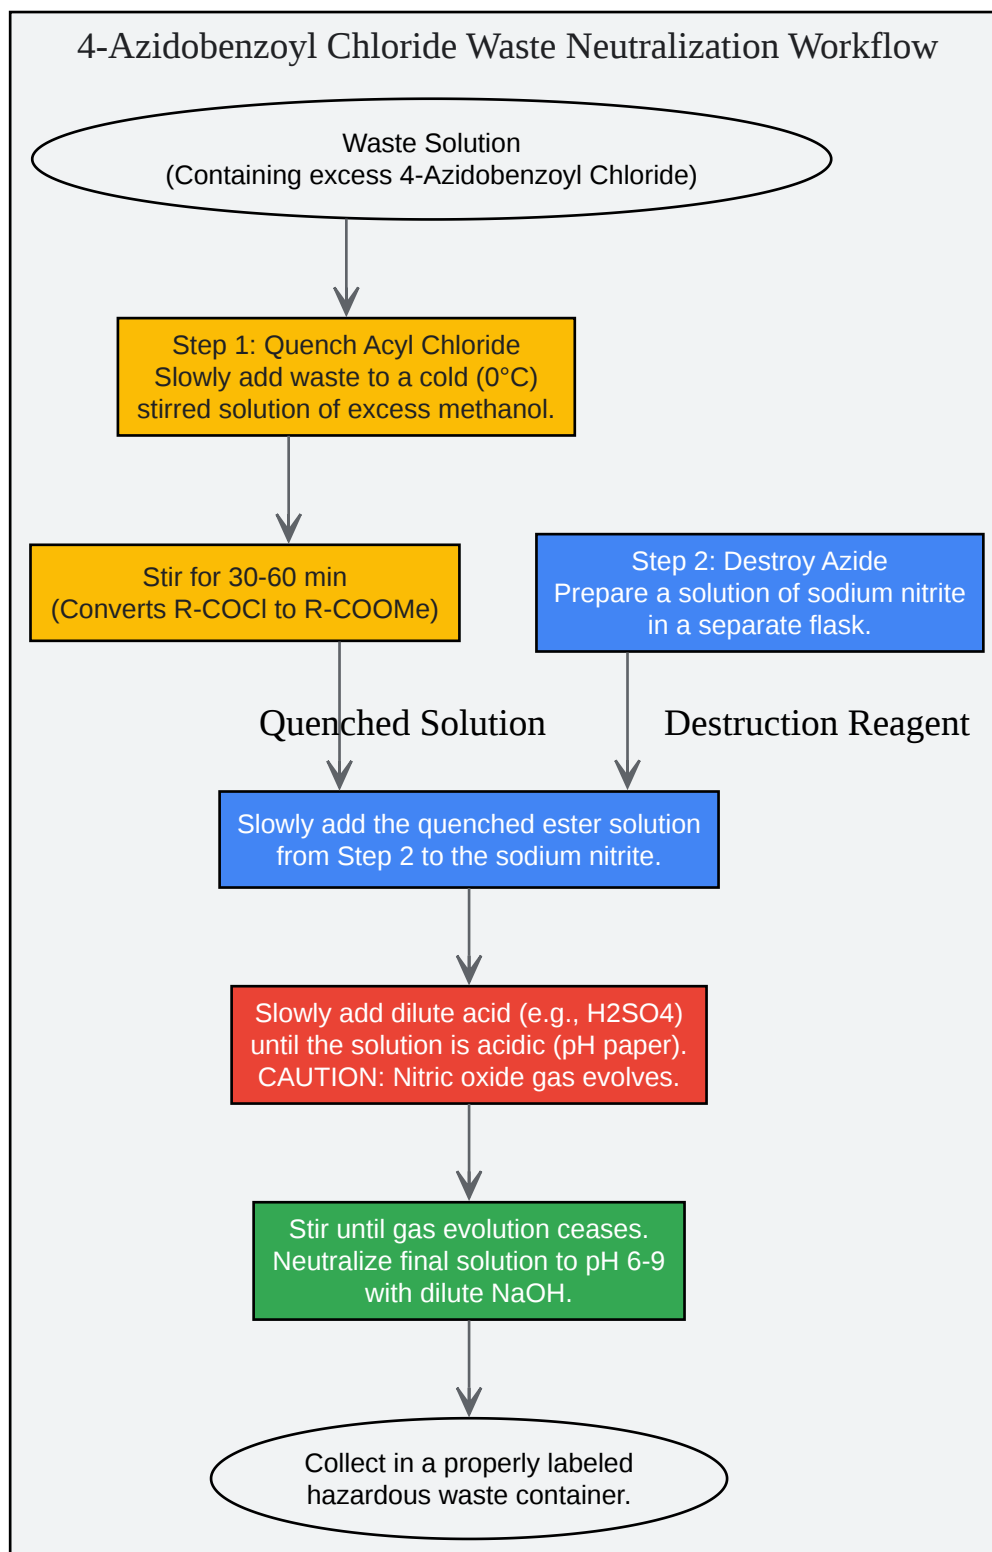 4-Azidobenzoyl Chloride Waste Neutralization Workflow
Waste Solution
(Containing excess 4-Azidobenzoyl Chloride)
Step 1: Quench Acyl Chloride
Slowly add waste to a cold (0°C)
stirred solution of excess methanol.
Stir for 30-60 min
(Converts R-COCl to R-COOMe)
Step 2: Destroy Azide
Prepare a solution of sodium nitrite
in a separate flask.
Quenched Solution
Destruction Reagent
Slowly add the quenched ester solution
from Step 2 to the sodium nitrite.
Slowly add dilute acid (e.g., H2SO4)
until the solution is acidic (pH paper).
CAUTION: Nitric oxide gas evolves.
Stir until gas evolution ceases.
Neutralize final solution to pH 6-9
with dilute NaOH.
Collect in a properly labeled
hazardous waste container.